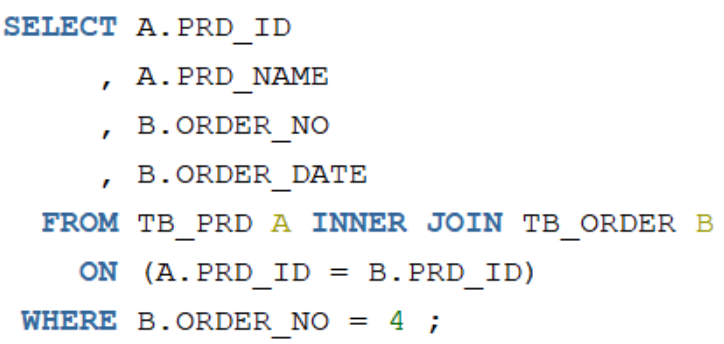 SELECT A.PRD_ID
, A.PRD_NAME
, B.ORDER_NO
, B.ORDER_DATE
FROM TB_PRD A INNER JOIN TB_ORDER B
ON (A.PRD_ID = B.PRD_ID)
WHERE B.ORDER_NO = 4 ;